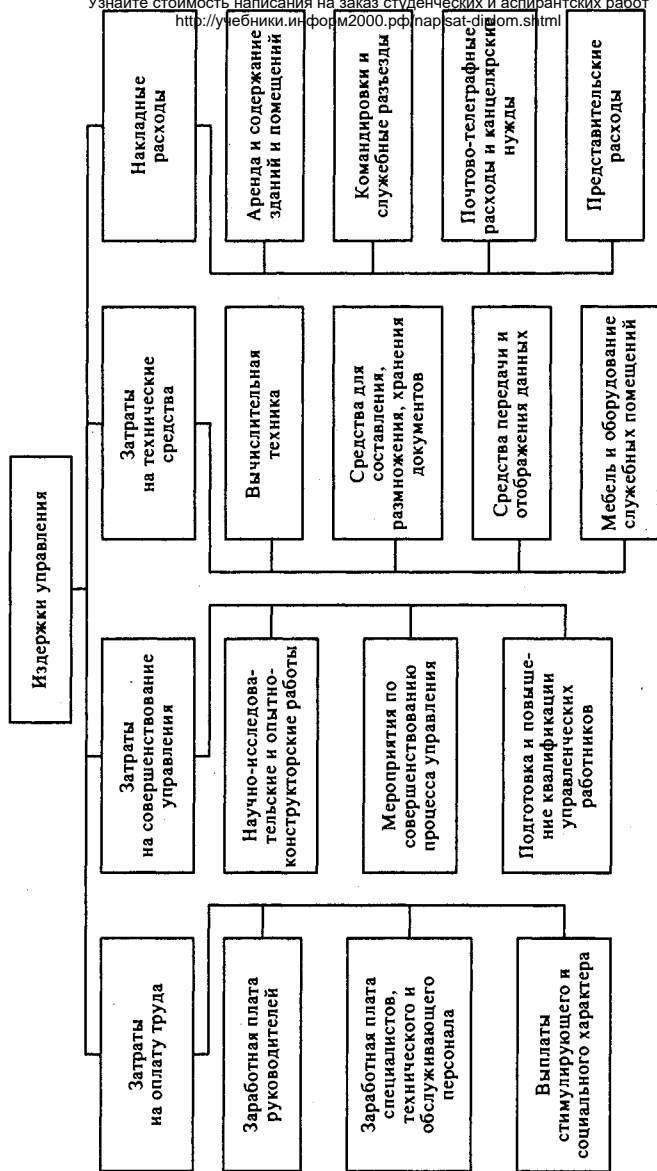 Узнайте стоимость написания на заказ студенческих и аспирантских работ
http://учебники.информ2000.рф/napisat-diplom.shtml
Издержки управления
Затраты
на оплату труда
Заработная плата
руководителей
Заработная плата
специалистов,
технического и
обслуживающего
персонала
Выплаты
стимулирующего и
социального характера
Затраты
на совершенствование
управления
Научно-исследова-
тельские и опытно-
конструкторские работы
Мероприятия по
совершенствованию
процесса управления
Подготовка и повыше-
ние квалификации
управленческих
работников
Затраты
на технические
средства
Вычислительная
техника
Средства для
составления,
размножения, хранения
документов
Средства передачи и
отображения данных
Мебель и оборудование
служебных помещений
Накладные
расходы
Аренда и содержание
зданий и помещений
Командировки и
служебные разъезды
Почтово-телеграфные
расходы и канцелярские
нужды
Представительские
расходы